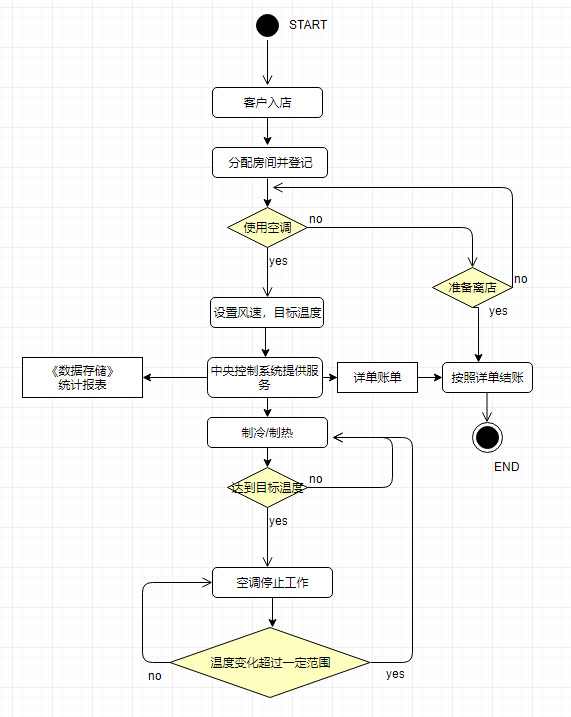 START
客户入店
分配房间并登记
使用空调
no
yes
准备离店
no
yes
设置风速，目标温度
《数据存储》
统计报表
中央控制系统提供服
务
详单账单
按照详单结账
END
制冷/制热
达到目标温度
no
yes
空调停止工作
温度变化超过一定范围
no
yes